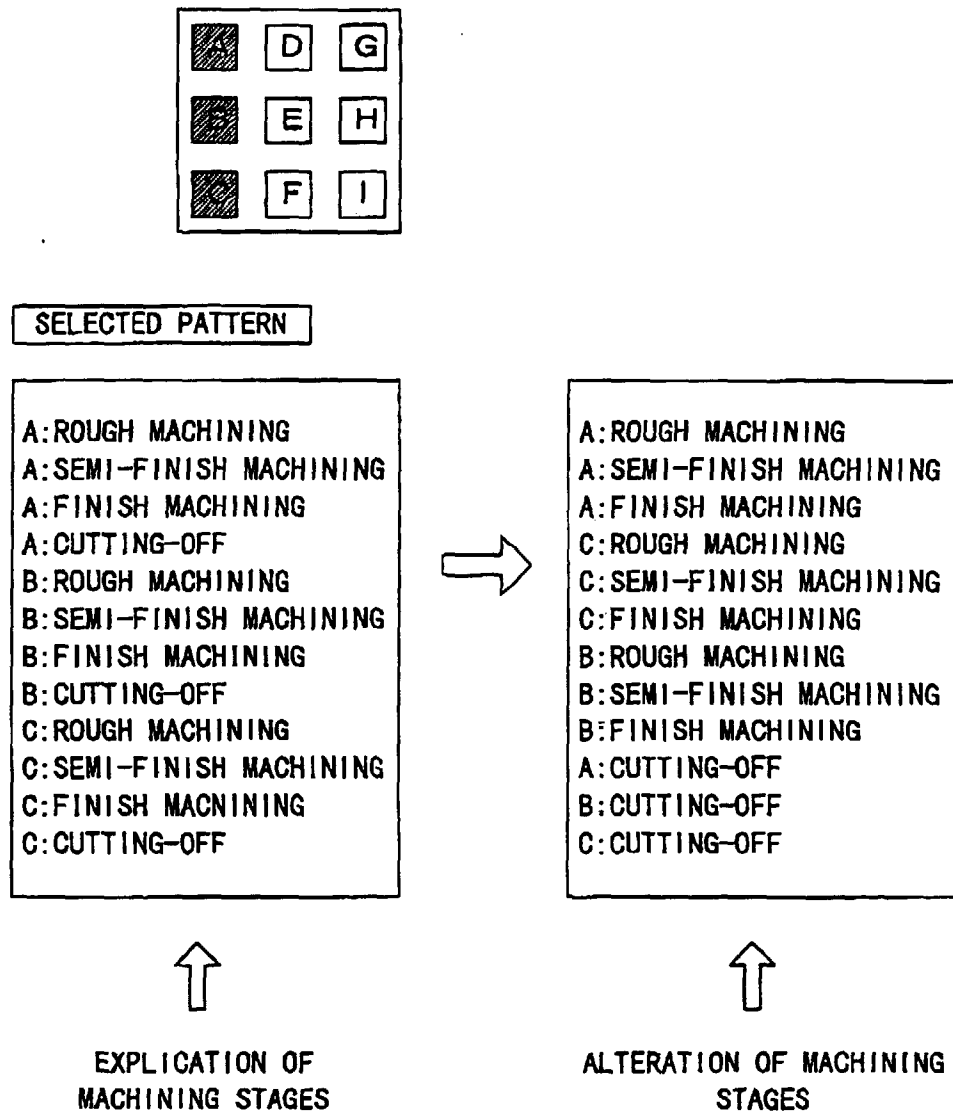 A D G
B E H
C F I
SELECTED PATTERN
A:ROUGH MACHINING
A:SEMI-FINISH MACHINING
A:FINISH MACHINING
A:CUTTING-OFF
B:ROUGH MACHINING
B:SEMI-FINISH MACHINING
B:FINISH MACHINING
B:CUTTING-OFF
C:ROUGH MACHINING
C:SEMI-FINISH MACHINING
C:FINISH MACNINING
C:CUTTING-OFF
A:ROUGH MACHINING
A:SEMI-FINISH MACHINING
A:FINISH MACHINING
C:ROUGH MACHINING
C:SEMI-FINISH MACHINING
C:FINISH MACHINING
B:ROUGH MACHINING
B:SEMI-FINISH MACHINING
B:FINISH MACHINING
A:CUTTING-OFF
B:CUTTING-OFF
C:CUTTING-OFF
EXPLICATION OF
MACHINING STAGES
ALTERATION OF MACHINING
STAGES